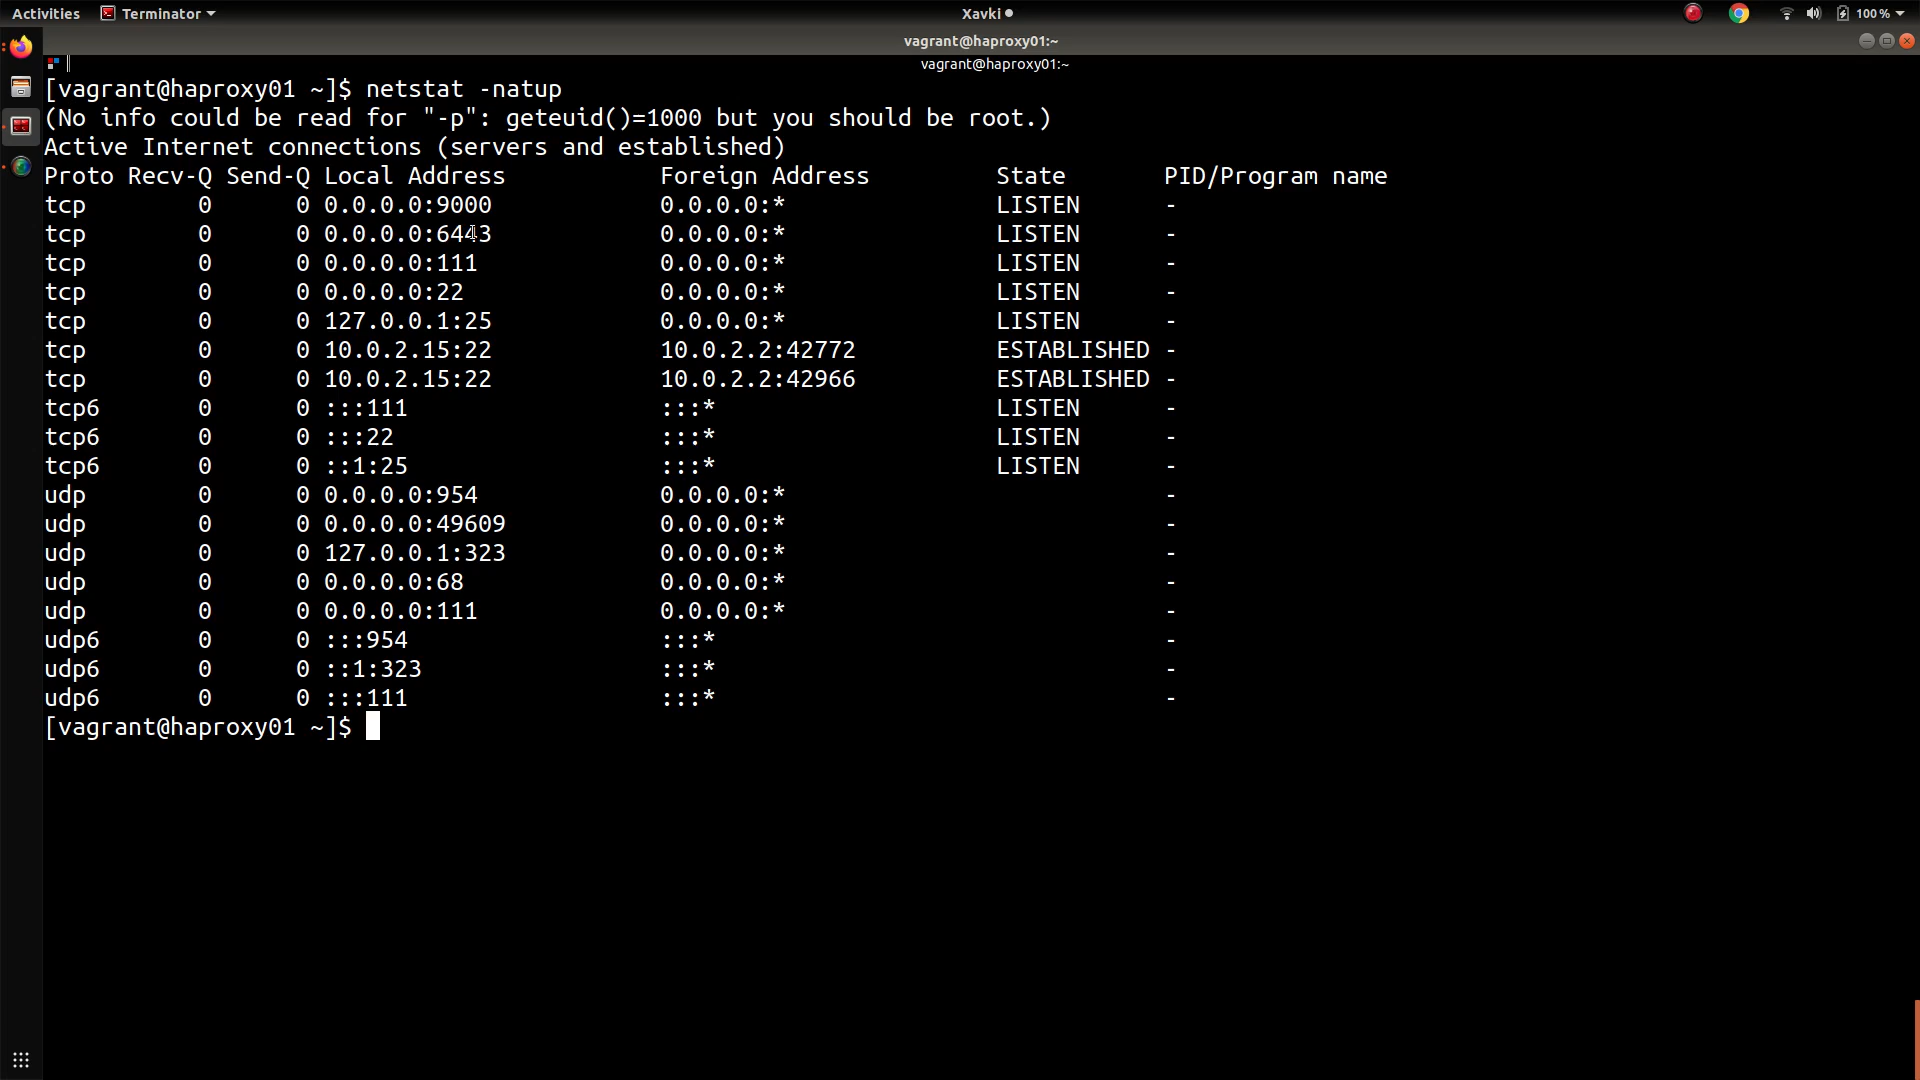 Activities Terminator Xavki 100 %
vagrant@haproxy01:~
vagrant@haproxy01:~
[vagrant@haproxy01 ~]$ netstat -natup
(No info could be read for "-p": geteuid()=1000 but you should be root.)
Active Internet connections (servers and established)
Proto Recv-Q Send-Q Local Address Foreign Address State PID/Program name
tcp 0 0 0.0.0.0:9000 0.0.0.0:* LISTEN -
tcp 0 0 0.0.0.0:6443 0.0.0.0:* LISTEN -
tcp 0 0 0.0.0.0:111 0.0.0.0:* LISTEN -
tcp 0 0 0.0.0.0:22 0.0.0.0:* LISTEN -
tcp 0 0 127.0.0.1:25 0.0.0.0:* LISTEN -
tcp 0 0 10.0.2.15:22 10.0.2.2:42772 ESTABLISHED -
tcp 0 0 10.0.2.15:22 10.0.2.2:42966 ESTABLISHED -
tcp6 0 0 :::111 :::* LISTEN -
tcp6 0 0 :::22 :::* LISTEN -
tcp6 0 0 ::1:25 :::* LISTEN -
udp 0 0 0.0.0.0:954 0.0.0.0:* -
udp 0 0 0.0.0.0:49609 0.0.0.0:* -
udp 0 0 127.0.0.1:323 0.0.0.0:* -
udp 0 0 0.0.0.0:68 0.0.0.0:* -
udp 0 0 0.0.0.0:111 0.0.0.0:* -
udp6 0 0 :::954 :::* -
udp6 0 0 ::1:323 :::* -
udp6 0 0 :::111 :::* -
[vagrant@haproxy01 ~]$